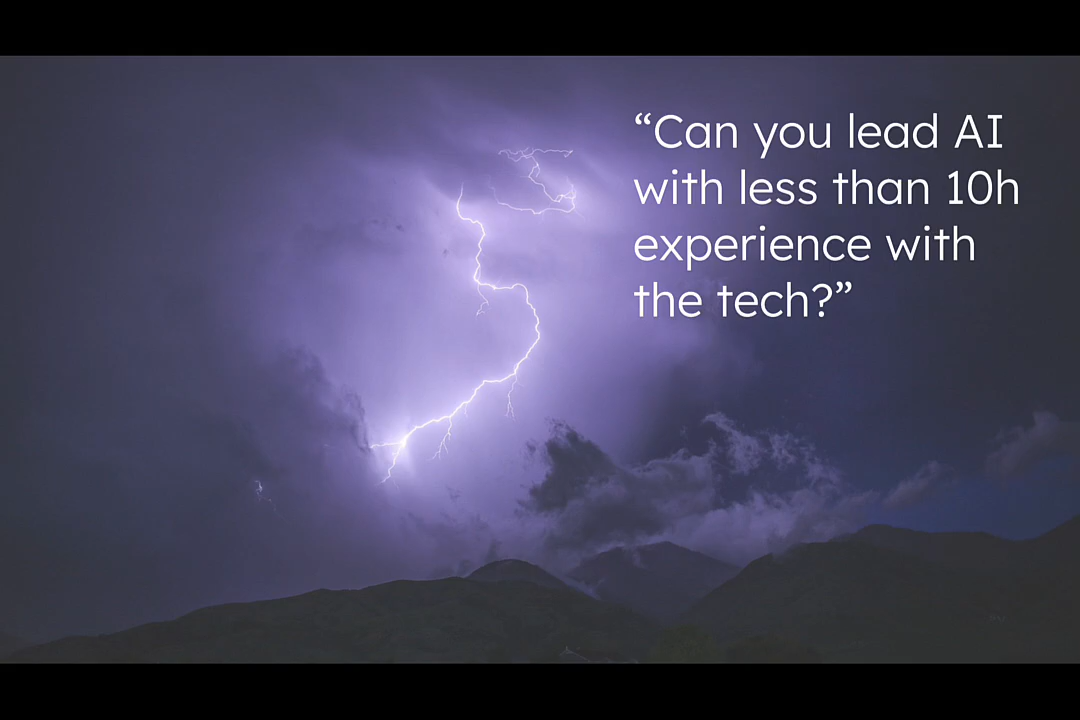 “Can you lead AI
with less than 10h
experience with
the tech?”